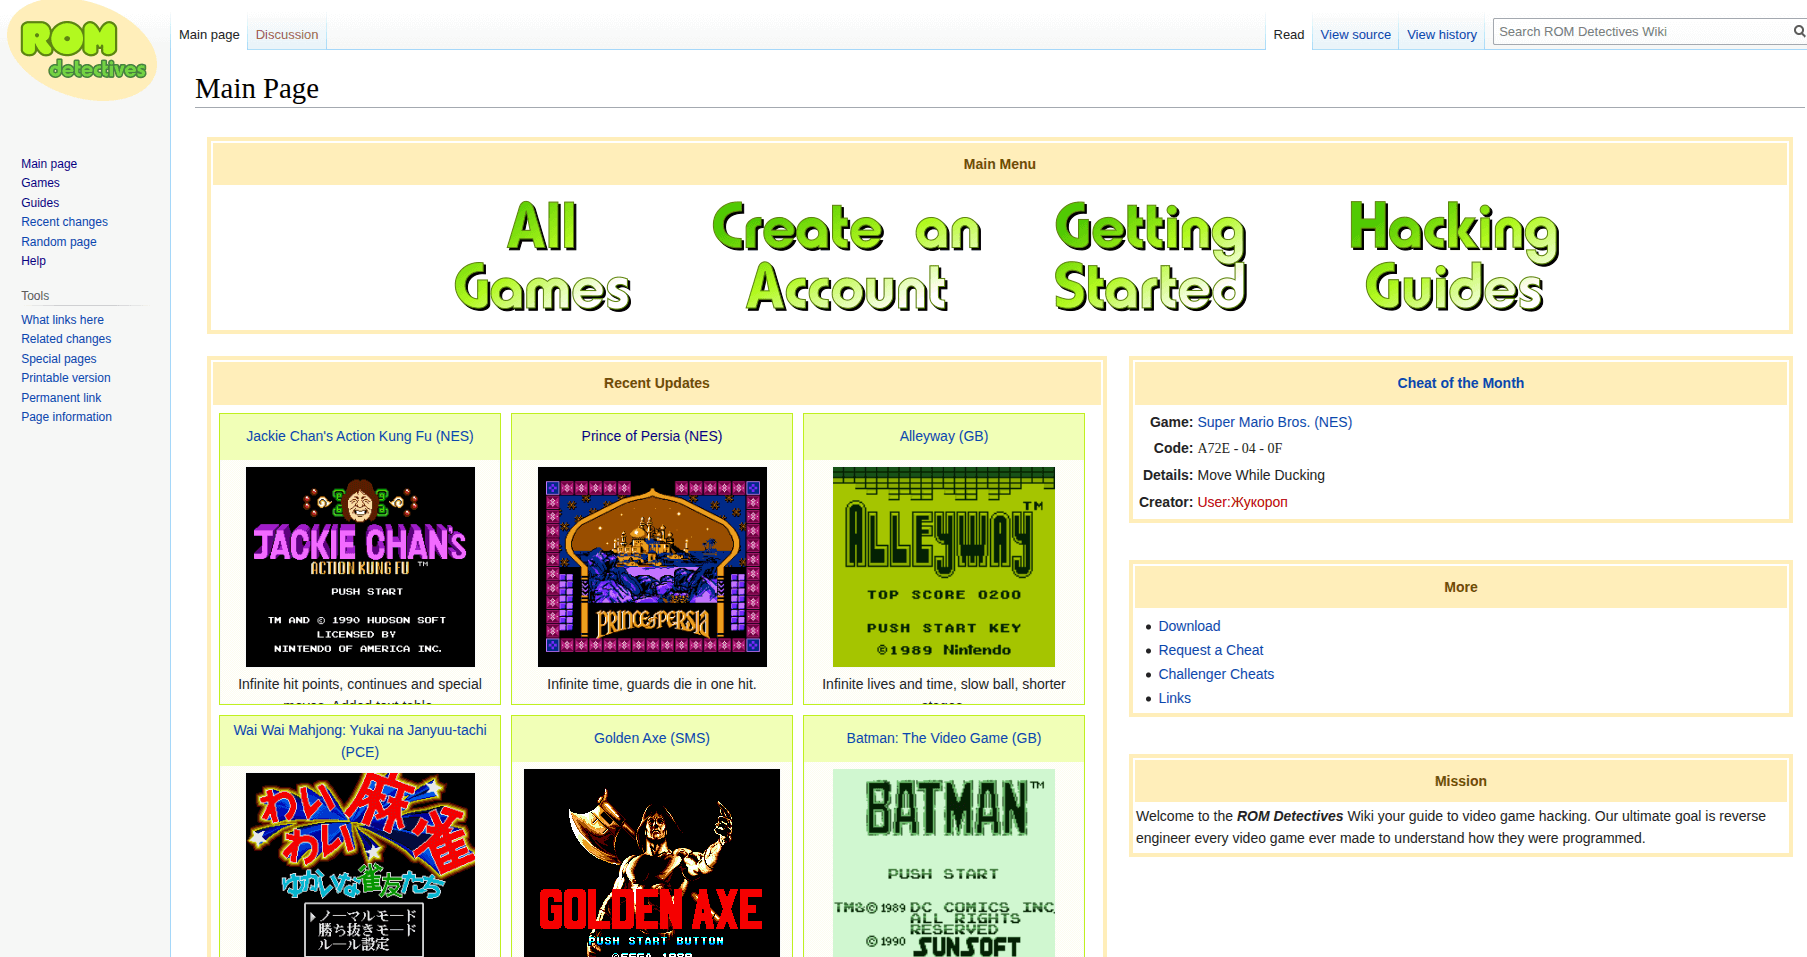 ROM
detectives
Main page
Discussion
Read
View source
View history
Search ROM Detectives Wiki
Main Page
Main page
Games
Guides
Recent changes
Random page
Help
Tools
What links here
Related changes
Special pages
Printable version
Permanent link
Page information
Main Menu
All
Games
Create an
Account
Getting
Started
Hacking
Guides
Recent Updates
Jackie Chan's Action Kung Fu (NES)
JACKIE CHAN'S
ACTION KUNG FU ™
PUSH START
TM AND © 1990 HUDSON SOFT
LICENSED BY
NINTENDO OF AMERICA INC.
Infinite hit points, continues and special
moves. Added text table.
Prince of Persia (NES)
PRINCE OF PERSIA
Infinite time, guards die in one hit.
Alleyway (GB)
ALLEYWAY ™
TOP SCORE 0200
PUSH START KEY
©1989 Nintendo
Infinite lives and time, slow ball, shorter
stages.
Wai Wai Mahjong: Yukai na Janyuu-tachi
(PCE)
わい
わい
麻雀
ゆかいな雀友たち
ノーマルモード
勝ち抜きモード
ルール設定
Golden Axe (SMS)
GOLDEN AXE
PUSH START BUTTON
©SEGA 1989
Batman: The Video Game (GB)
BATMAN™
PUSH START
TM&© 1989 DC COMICS INC
ALL RIGHTS
RESERVED
© 1990 SUNSOFT
Cheat of the Month
Game: Super Mario Bros. (NES)
Code: A72E - 04 - 0F
Details: Move While Ducking
Creator: User:Жукороп
More
Download
Request a Cheat
Challenger Cheats
Links
Mission
Welcome to the ROM Detectives Wiki your guide to video game hacking. Our ultimate goal is reverse
engineer every video game ever made to understand how they were programmed.